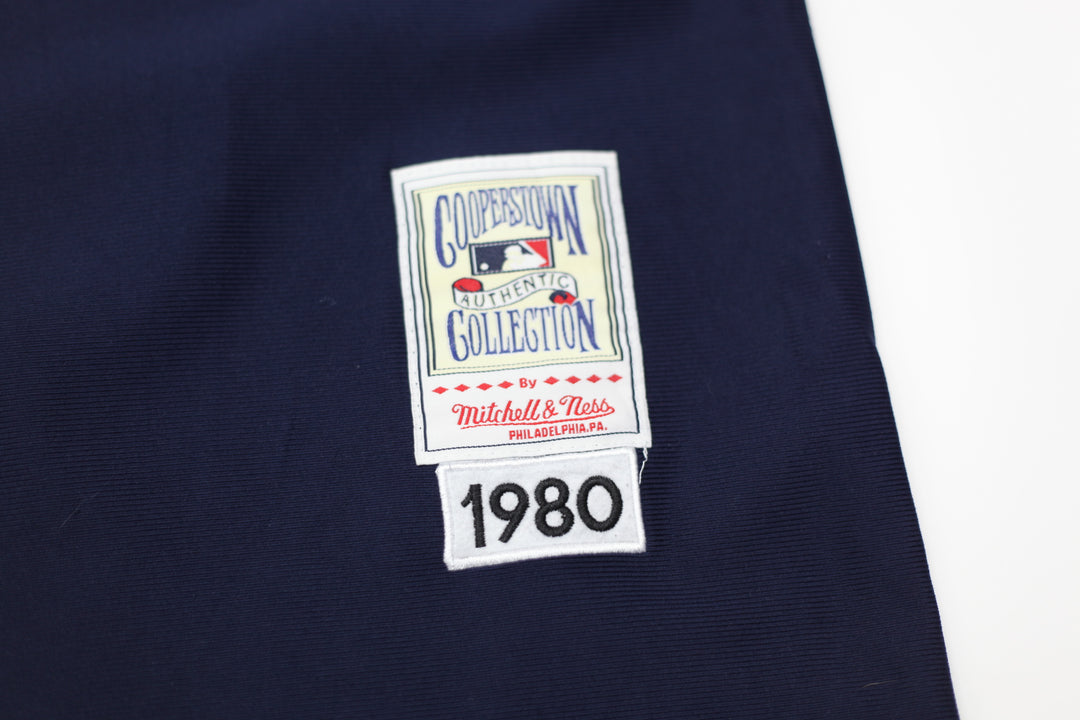 COOPERSTOWN
AUTHENTIC
COLLECTION
By
Mitchell & Ness
PHILADELPHIA, PA.
1980